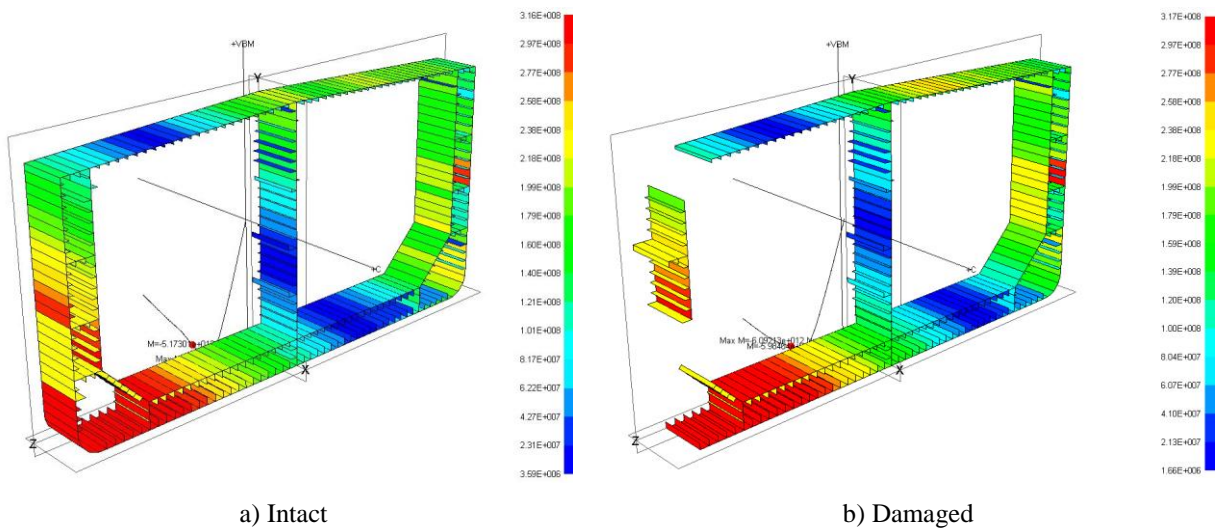 +VBM
Y
+C
X
Z
3.16E+008
2.97E+008
2.77E+008
2.58E+008
2.38E+008
2.18E+008
1.99E+008
1.79E+008
1.60E+008
1.40E+008
1.21E+008
1.01E+008
8.17E+007
6.22E+007
4.27E+007
2.31E+007
3.59E+006
a) Intact
+VBM
Y
+C
X
Z
3.17E+008
2.97E+008
2.77E+008
2.58E+008
2.38E+008
2.18E+008
1.99E+008
1.79E+008
1.59E+008
1.39E+008
1.20E+008
1.00E+008
8.04E+007
6.07E+007
4.10E+007
2.13E+007
1.66E+006
b) Damaged